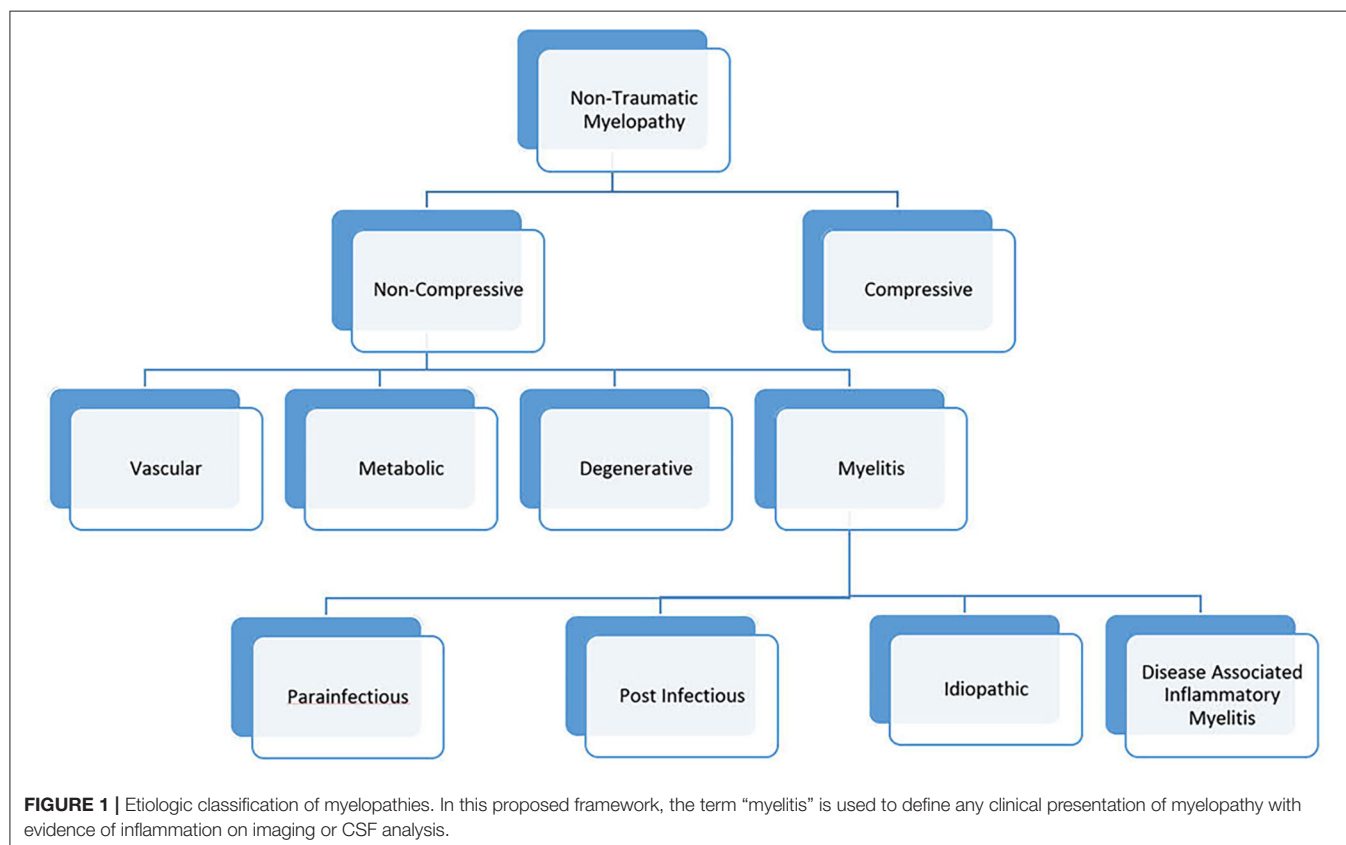 Non-Traumatic
Myelopathy
Non-Compressive
Compressive
Vascular
Metabolic
Degenerative
Myelitis
Parainfectious
Post Infectious
Idiopathic
Disease Associated
Inflammatory
Myelitis
FIGURE 1 | Etiologic classification of myelopathies. In this proposed framework, the term “myelitis” is used to define any clinical presentation of myelopathy with
evidence of inflammation on imaging or CSF analysis.